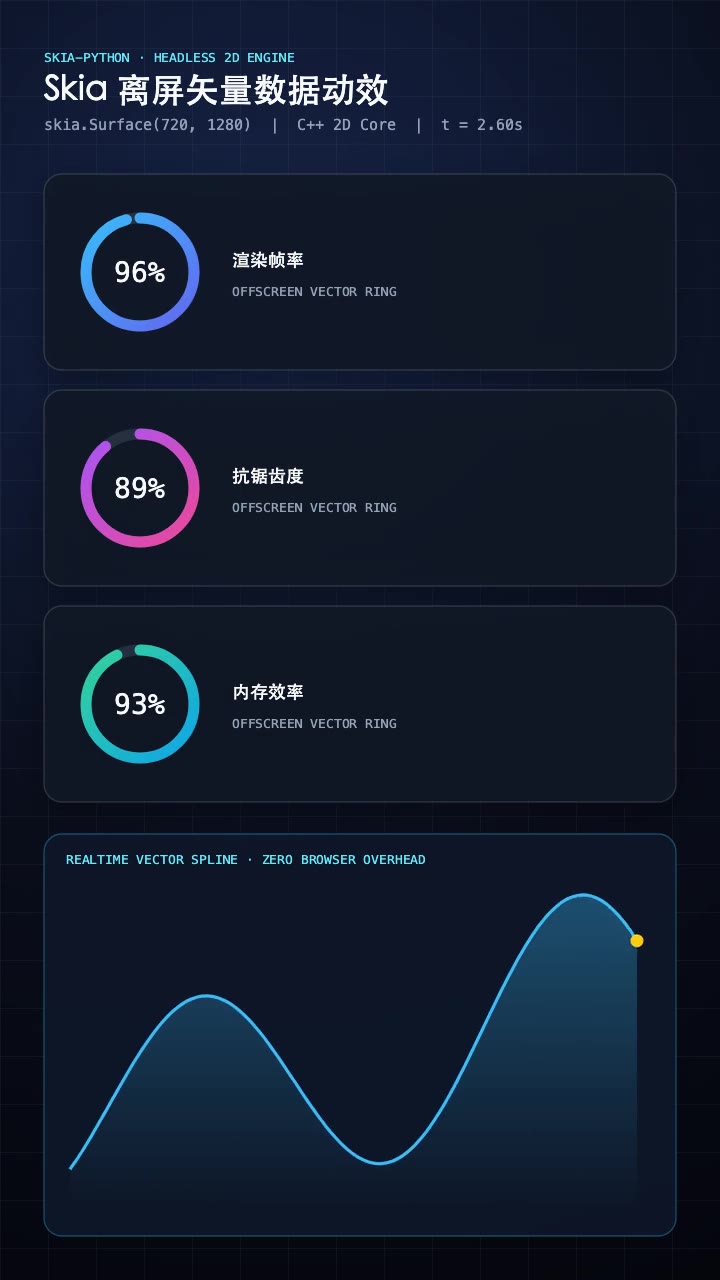 SKIA-PYTHON · HEADLESS 2D ENGINE
Skia 离屏矢量数据动效
skia.Surface(720, 1280) | C++ 2D Core | t = 2.60s
96%
渲染帧率
OFFSCREEN VECTOR RING
89%
抗锯齿度
OFFSCREEN VECTOR RING
93%
内存效率
OFFSCREEN VECTOR RING
REALTIME VECTOR SPLINE · ZERO BROWSER OVERHEAD